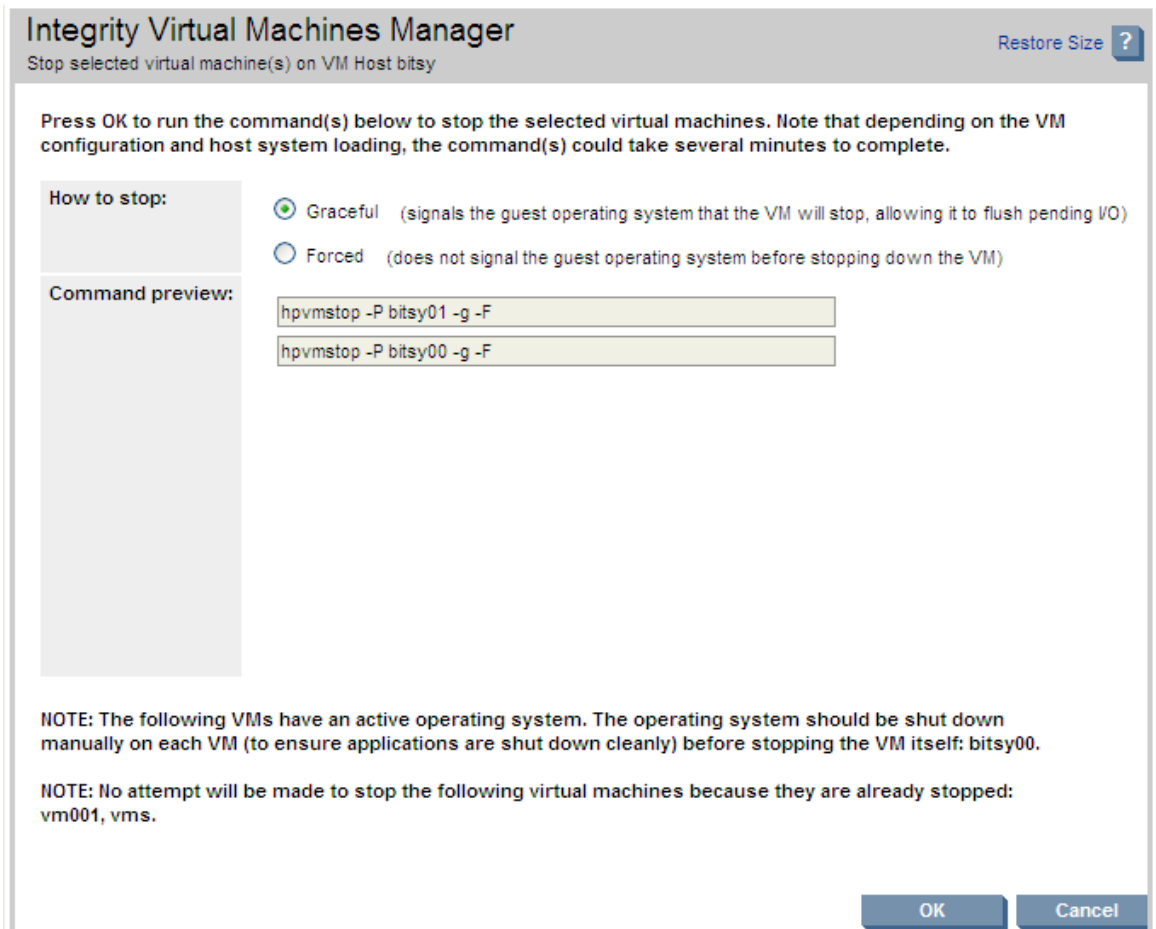 Integrity Virtual Machines Manager
Restore Size ?
Stop selected virtual machine(s) on VM Host bitsy
Press OK to run the command(s) below to stop the selected virtual machines. Note that depending on the VM
configuration and host system loading, the command(s) could take several minutes to complete.
How to stop:
Graceful (signals the guest operating system that the VM will stop, allowing it to flush pending I/O)
Forced (does not signal the guest operating system before stopping down the VM)
Command preview:
hpvmstop -P bitsy01 -g -F
hpvmstop -P bitsy00 -g -F
NOTE: The following VMs have an active operating system. The operating system should be shut down
manually on each VM (to ensure applications are shut down cleanly) before stopping the VM itself: bitsy00.
NOTE: No attempt will be made to stop the following virtual machines because they are already stopped:
vm001, vms.
OK
Cancel